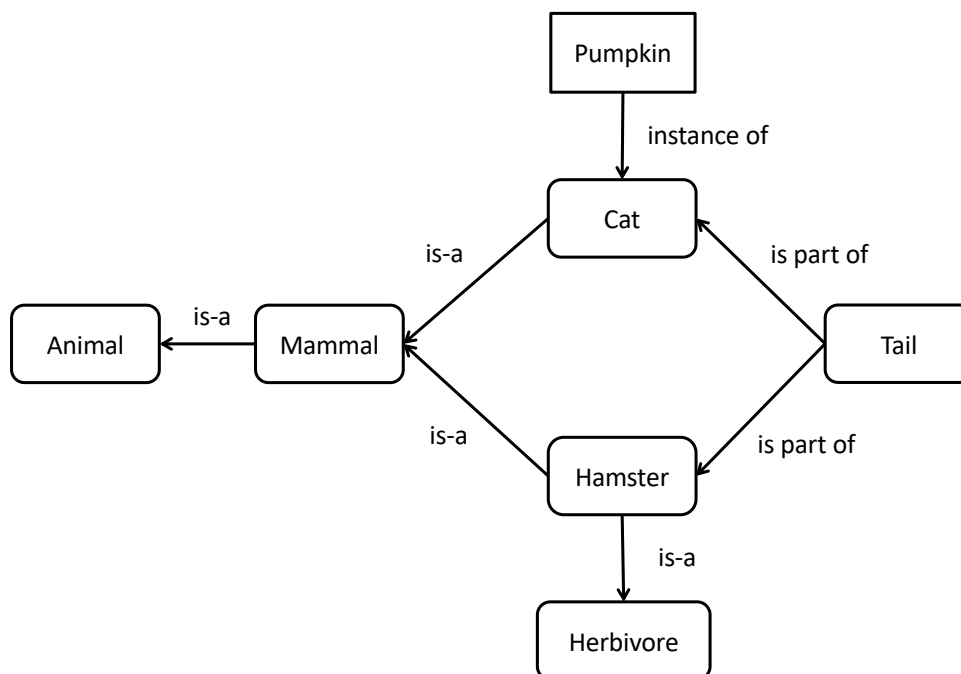 Pumpkin
instance of
Cat
is-a
is part of
is-a
Animal
Mammal
Tail
is-a
is part of
Hamster
is-a
Herbivore